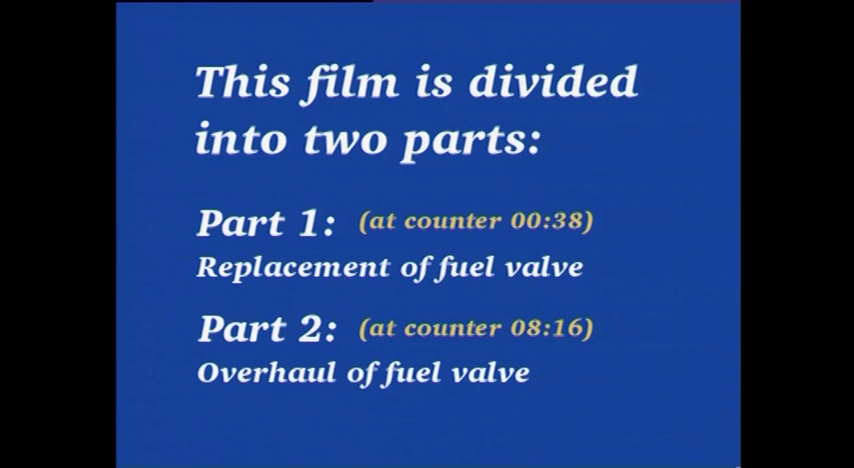 This film is divided
into two parts:
Part 1: (at counter 00:38)
Replacement of fuel valve
Part 2: (at counter 08:16)
Overhaul of fuel valve